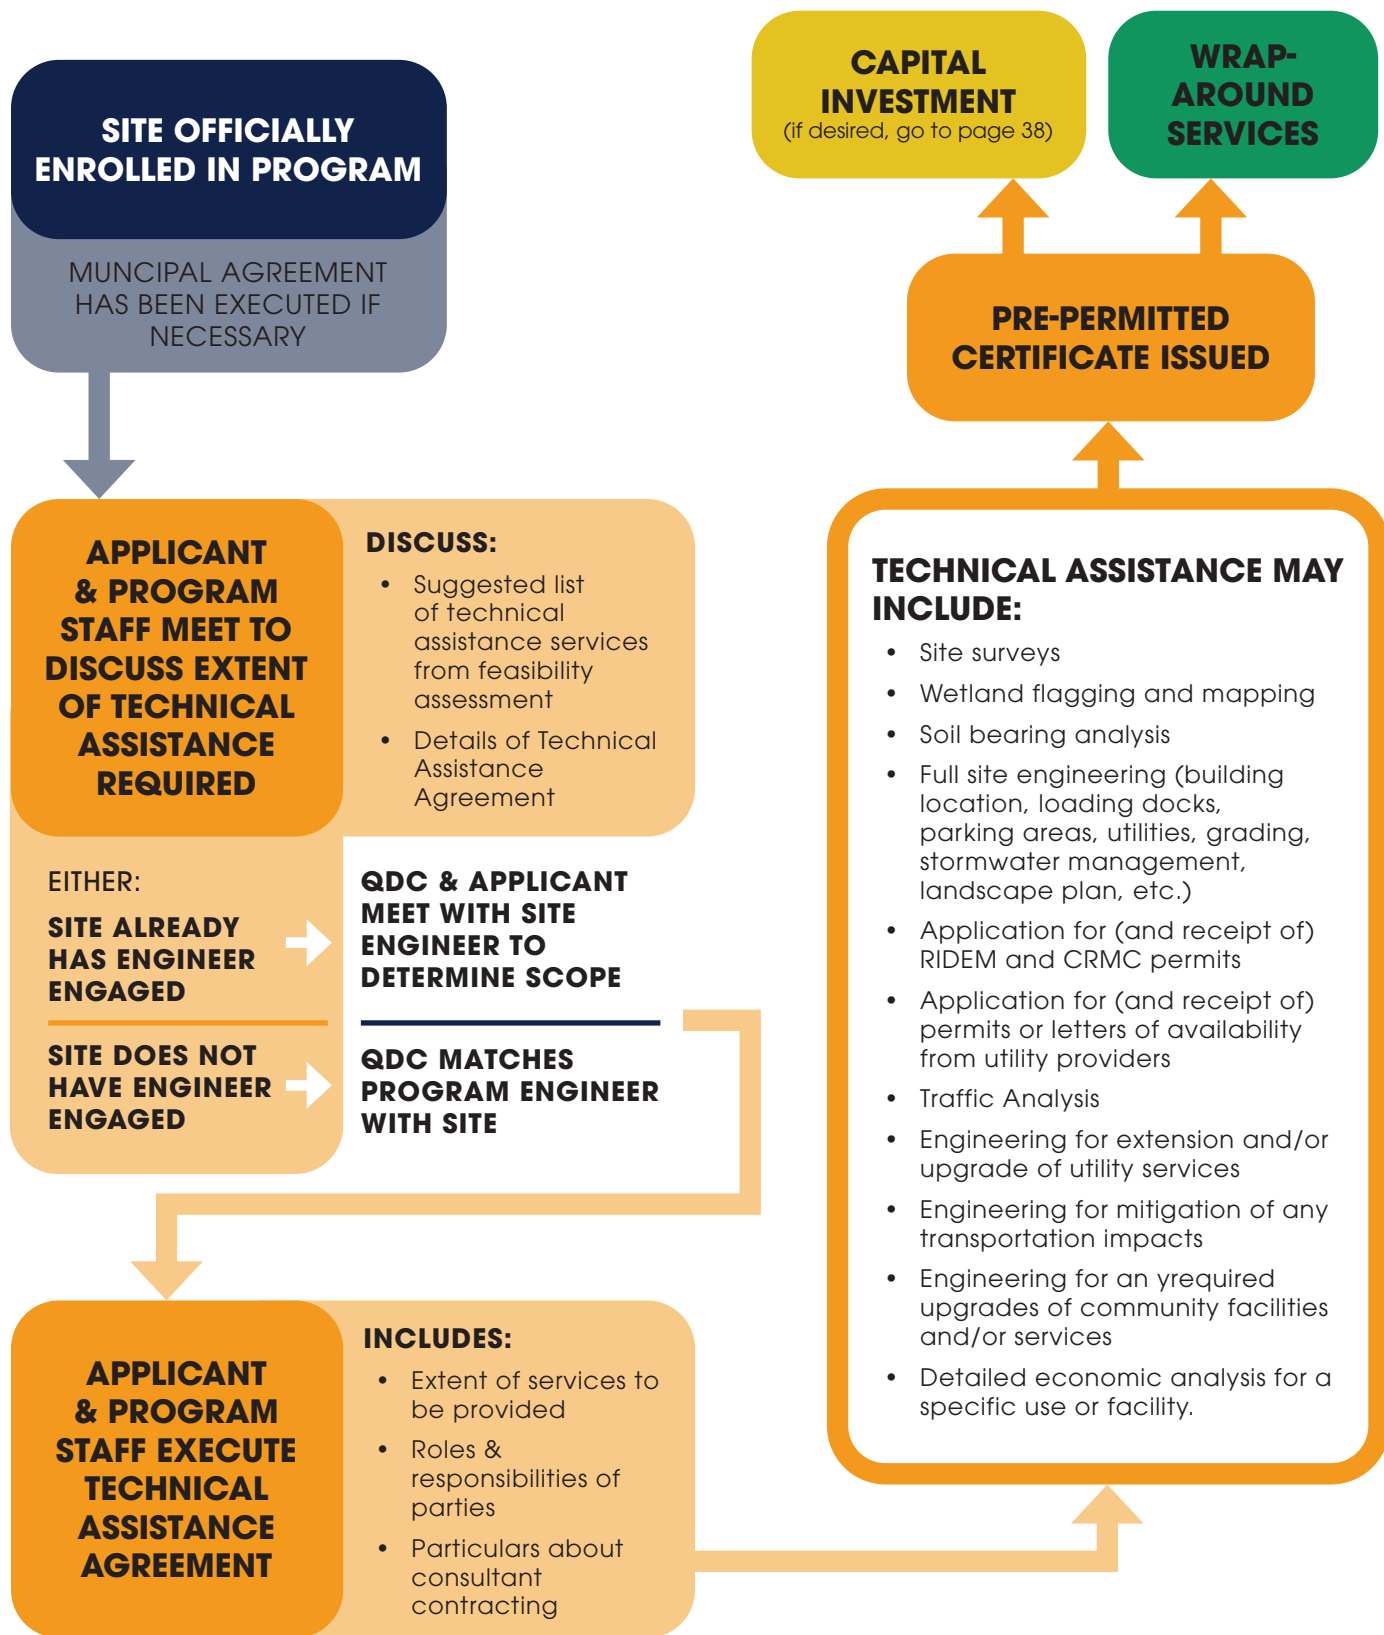 SITE OFFICIALLY
ENROLLED IN PROGRAM
MUNCIPAL AGREEMENT
HAS BEEN EXECUTED IF
NECESSARY
APPLICANT
& PROGRAM
STAFF MEET TO
DISCUSS EXTENT
OF TECHNICAL
ASSISTANCE
REQUIRED
DISCUSS:
• Suggested list
of technical
assistance services
from feasibility
assessment
• Details of Technical
Assistance
Agreement
EITHER:
SITE ALREADY
HAS ENGINEER
ENGAGED
QDC & APPLICANT
MEET WITH SITE
ENGINEER TO
DETERMINE SCOPE
SITE DOES NOT
HAVE ENGINEER
ENGAGED
QDC MATCHES
PROGRAM ENGINEER
WITH SITE
APPLICANT
& PROGRAM
STAFF EXECUTE
TECHNICAL
ASSISTANCE
AGREEMENT
INCLUDES:
• Extent of services to
be provided
• Roles &
responsibilities of
parties
• Particulars about
consultant
contracting
TECHNICAL ASSISTANCE MAY
INCLUDE:
• Site surveys
• Wetland flagging and mapping
• Soil bearing analysis
• Full site engineering (building
location, loading docks,
parking areas, utilities, grading,
stormwater management,
landscape plan, etc.)
• Application for (and receipt of)
RIDEM and CRMC permits
• Application for (and receipt of)
permits or letters of availability
from utility providers
• Traffic Analysis
• Engineering for extension and/or
upgrade of utility services
• Engineering for mitigation of any
transportation impacts
• Engineering for an yrequired
upgrades of community facilities
and/or services
• Detailed economic analysis for a
specific use or facility.
PRE-PERMITTED
CERTIFICATE ISSUED
CAPITAL
INVESTMENT
(if desired, go to page 38)
WRAP-
AROUND
SERVICES